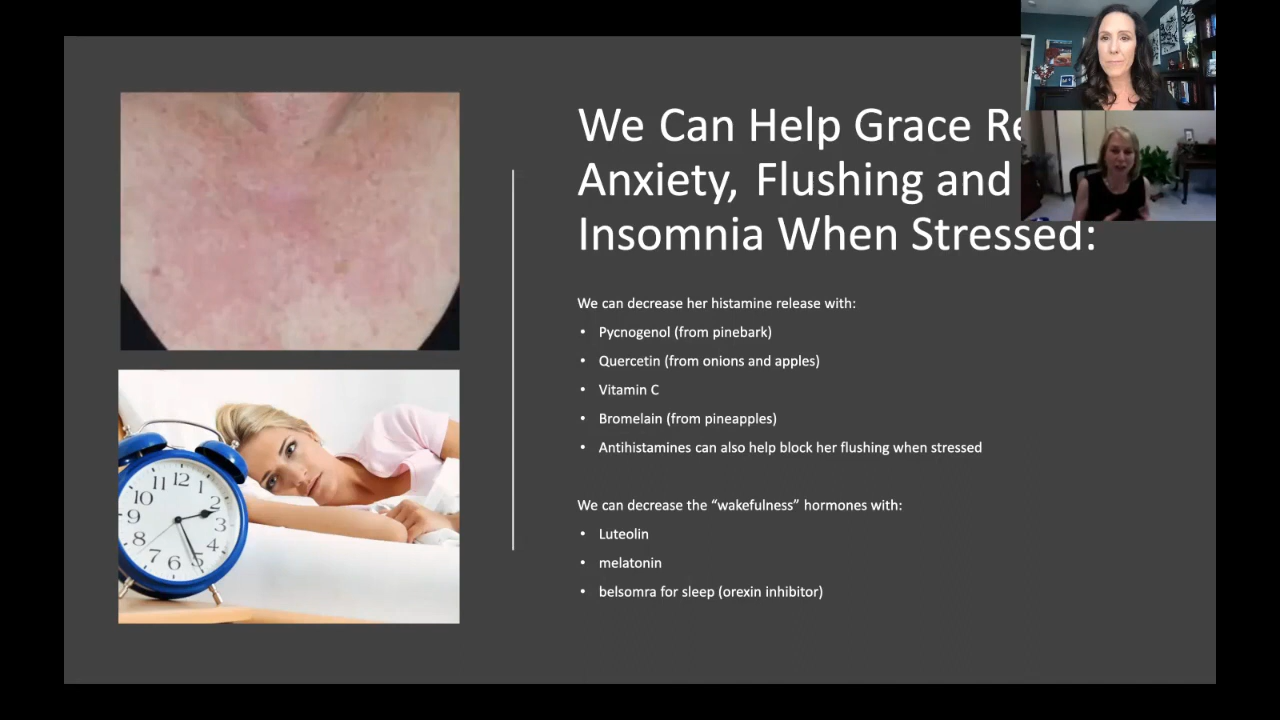 We Can Help Grace
Anxiety, Flushing and
Insomnia When Stressed:
We can decrease her histamine release with:
• Pycnogenol (from pinebark)
• Quercetin (from onions and apples)
• Vitamin C
• Bromelain (from pineapples)
• Antihistamines can also help block her flushing when stressed
We can decrease the “wakefulness” hormones with:
• Luteolin
• melatonin
• belsomra for sleep (orexin inhibitor)
11 12 1
10 2
9 3
8 4
7 6 5